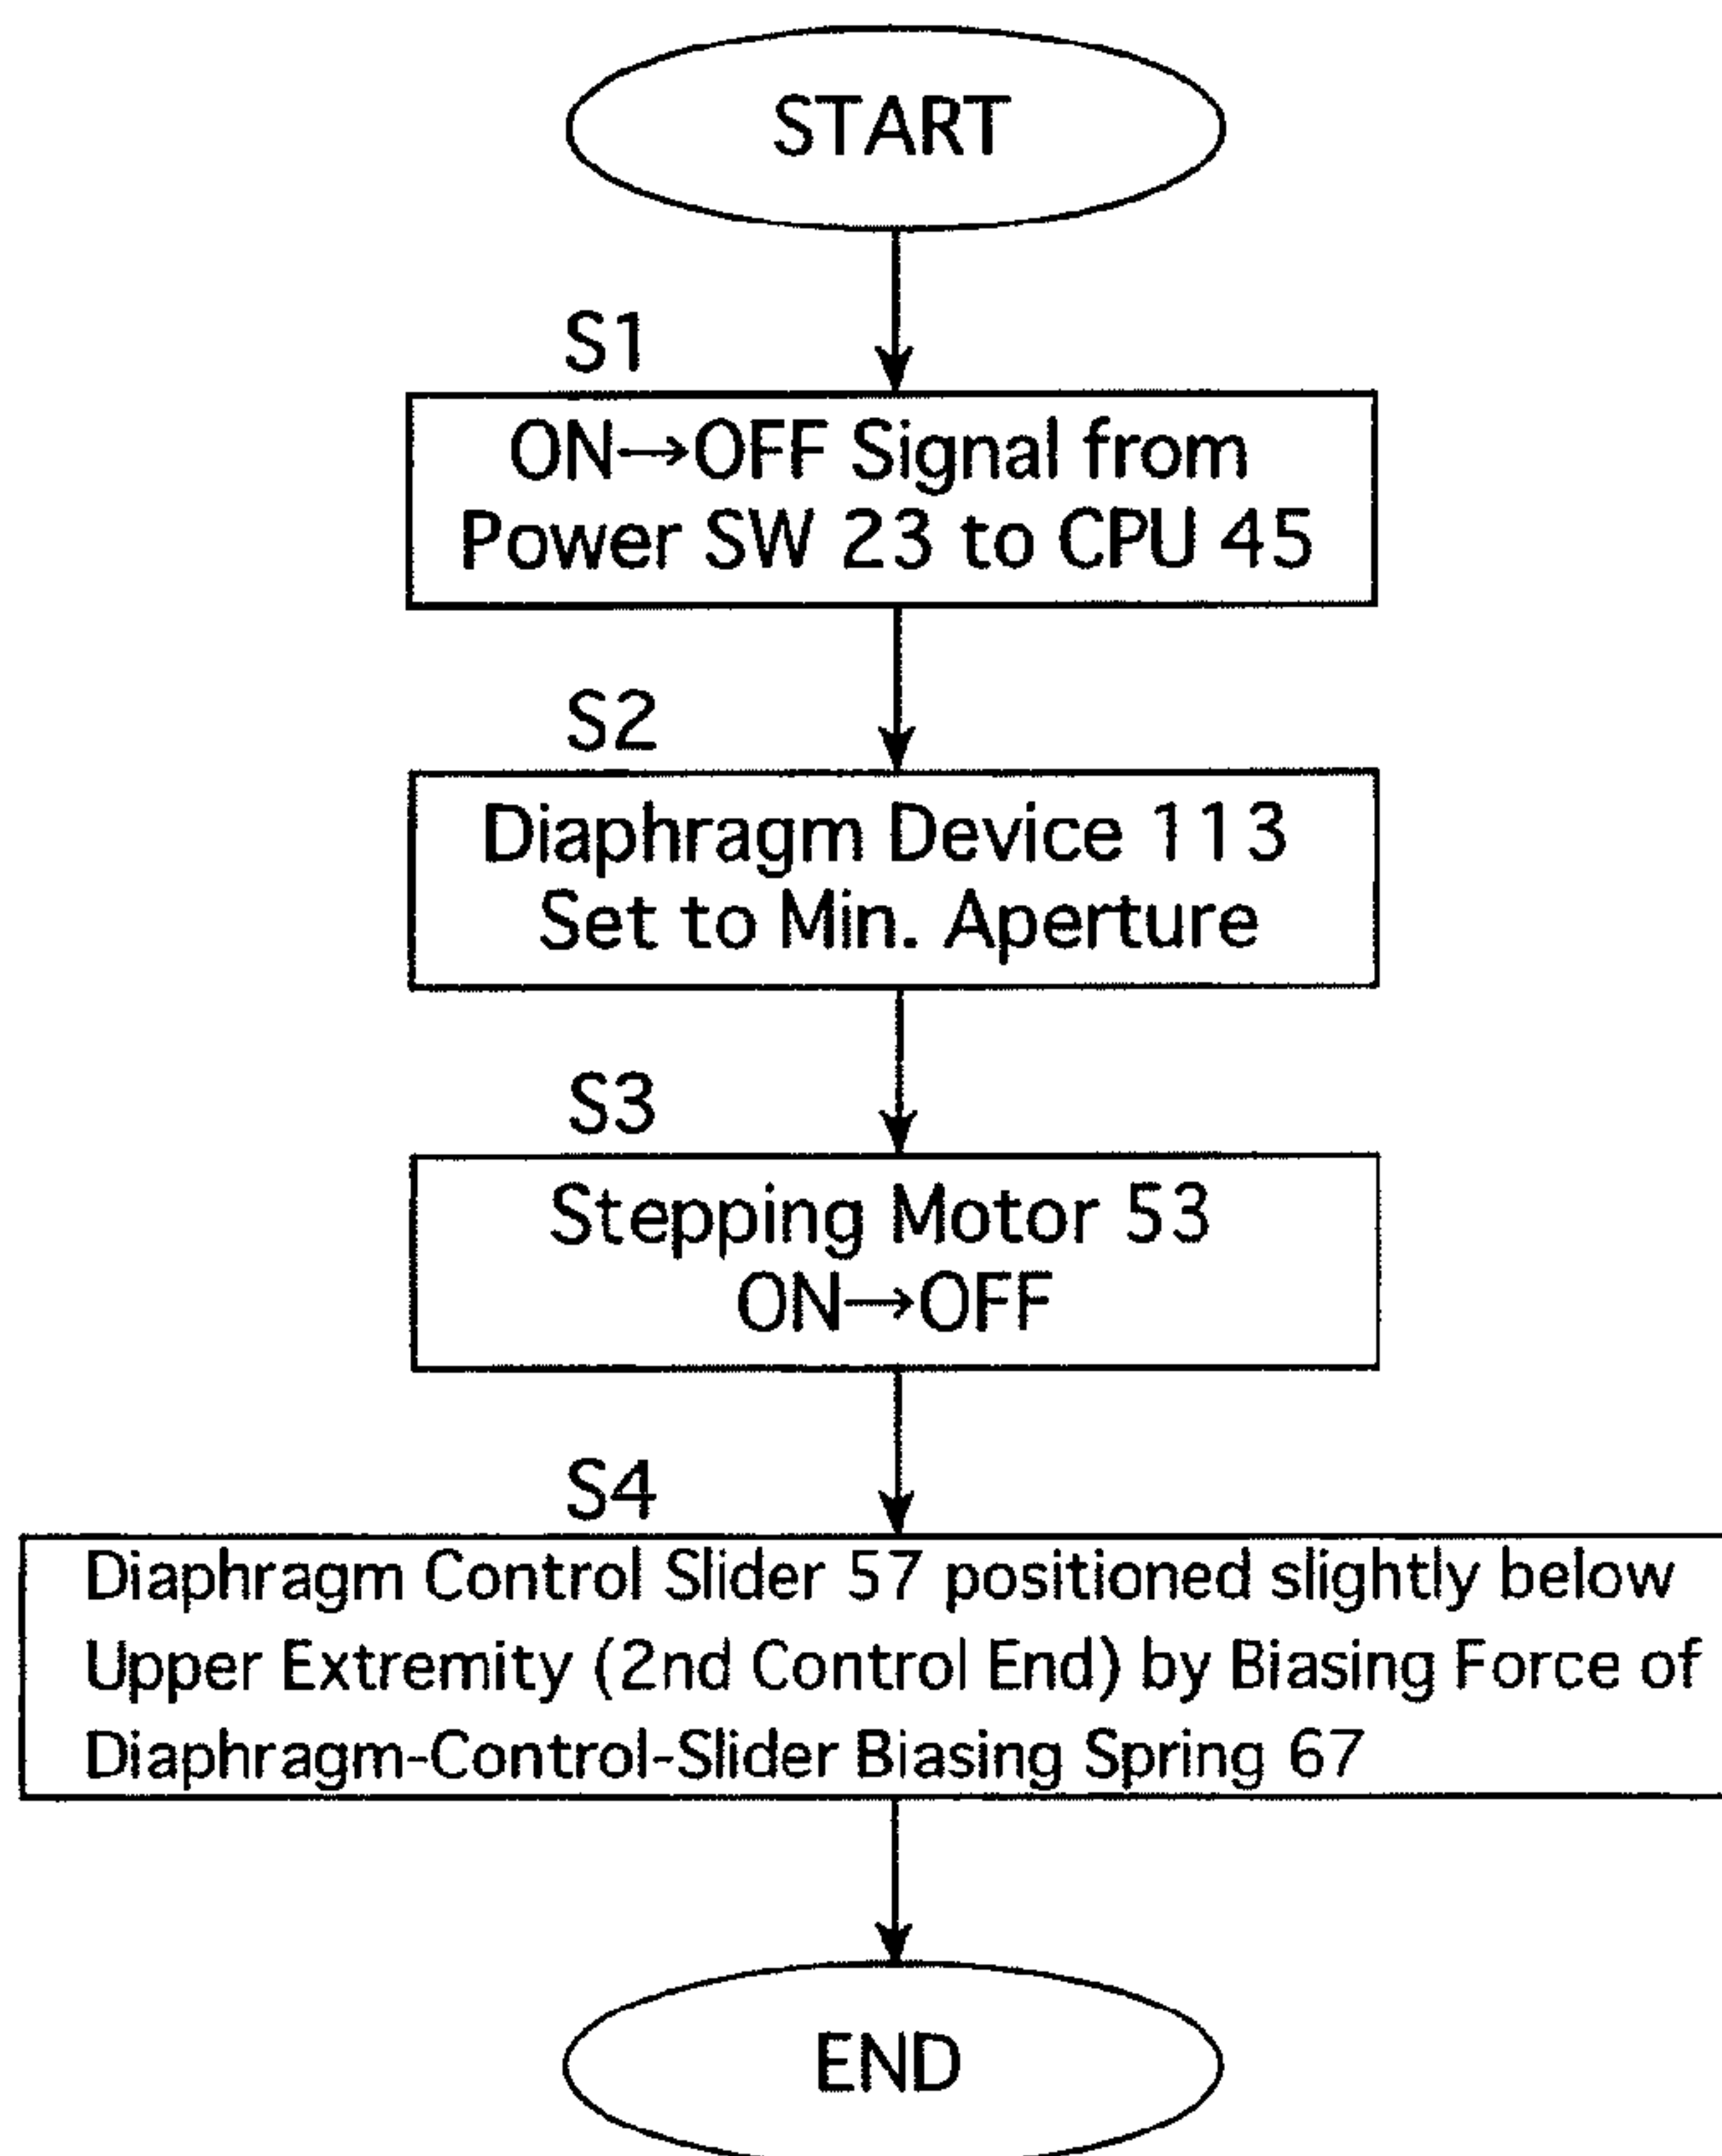 START
S1
ON→OFF Signal from
Power SW 23 to CPU 45
S2
Diaphragm Device 113
Set to Min. Aperture
S3
Stepping Motor 53
ON→OFF
S4
Diaphragm Control Slider 57 positioned slightly below
Upper Extremity (2nd Control End) by Biasing Force of
Diaphragm-Control-Slider Biasing Spring 67
END